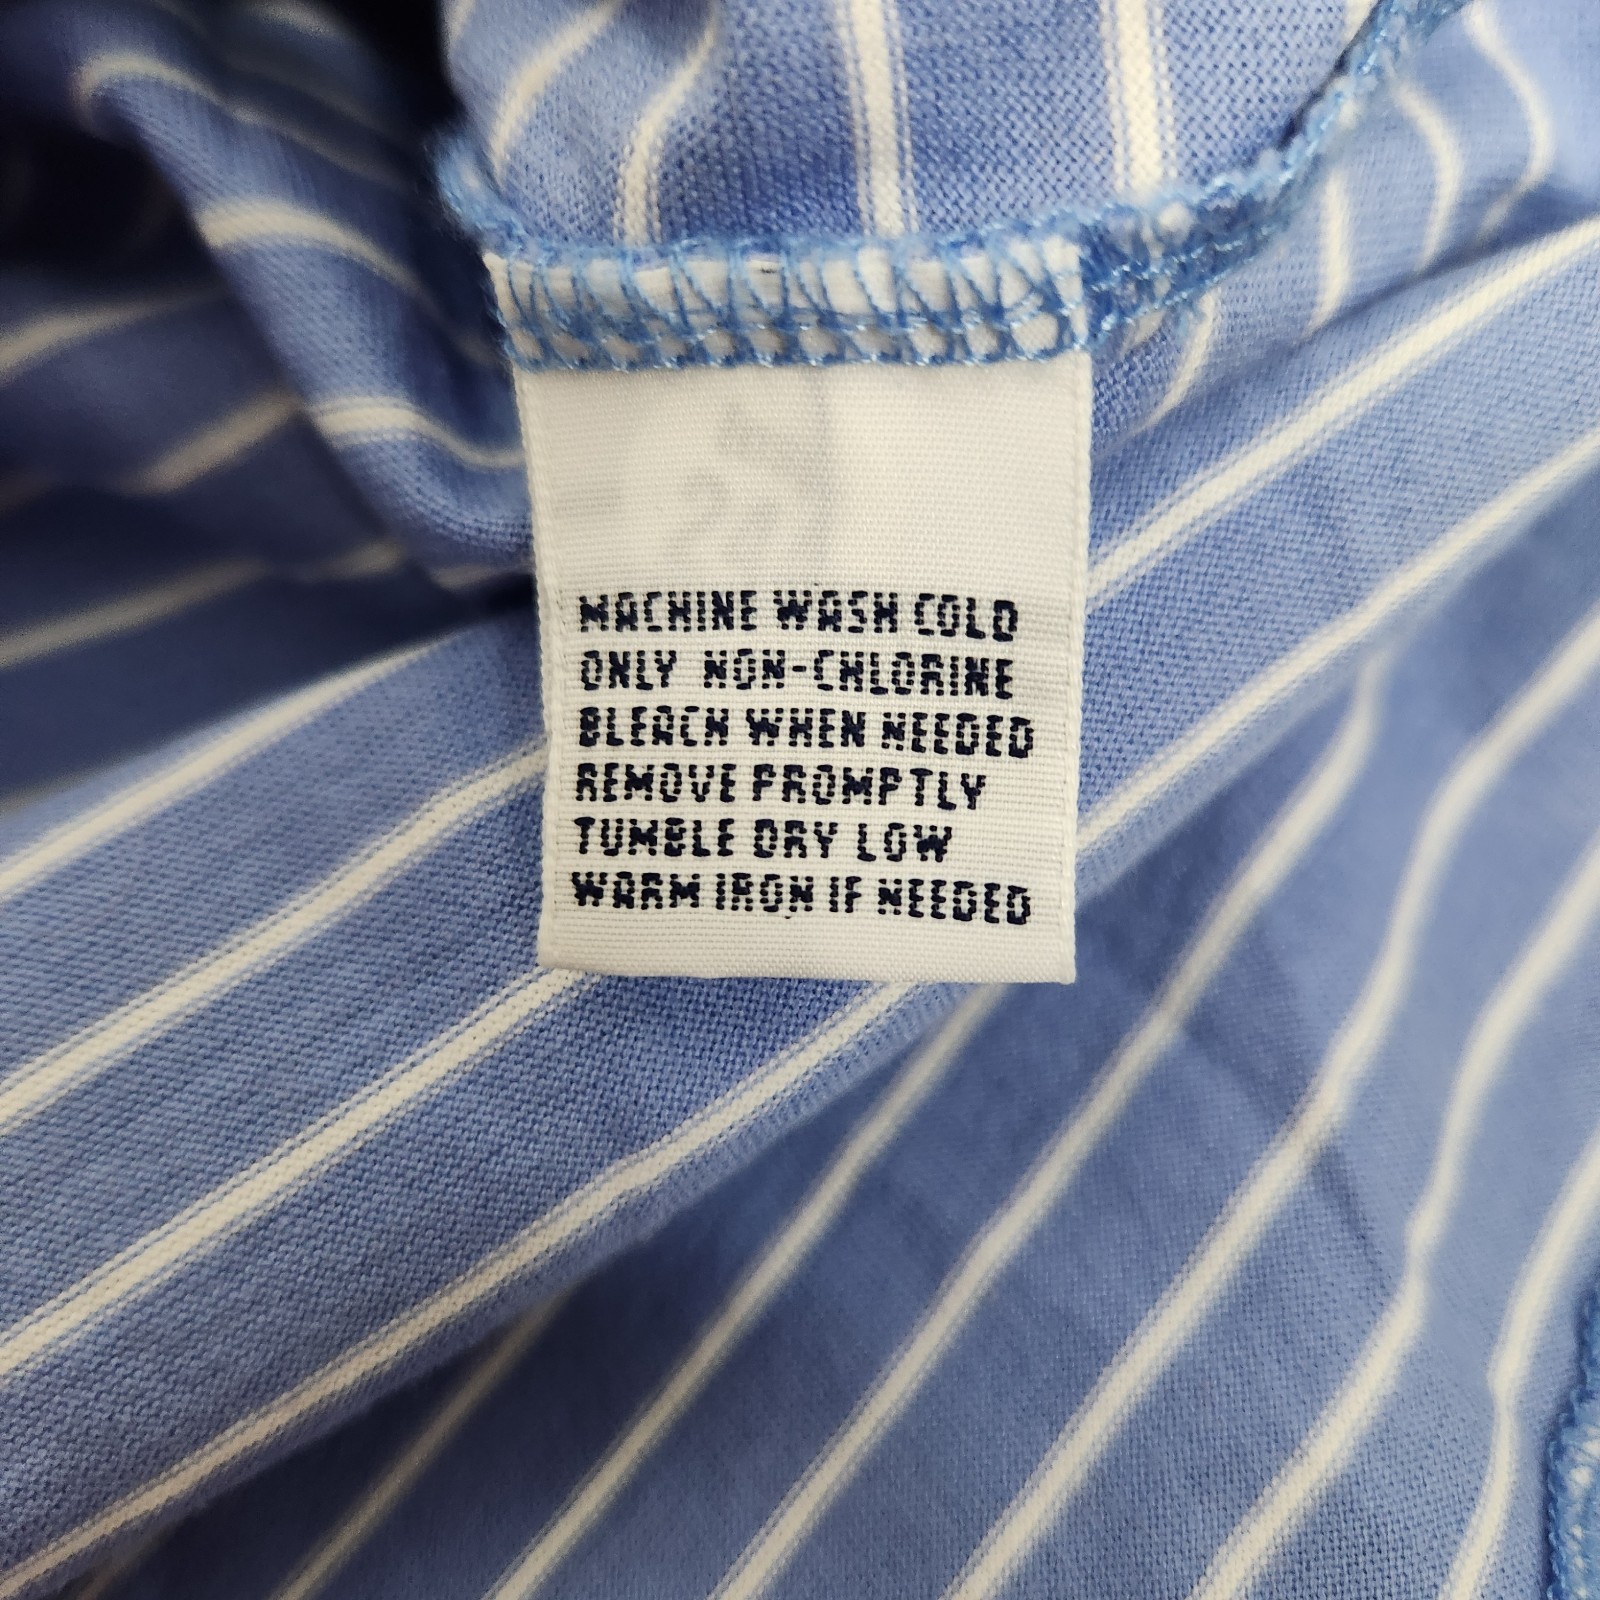 MACHINE WASH COLD
ONLY NON-CHLORINE
BLEACH WHEN NEEDED
REMOVE PROMPTLY
TUMBLE DRY LOW
WARM IRON IF NEEDED